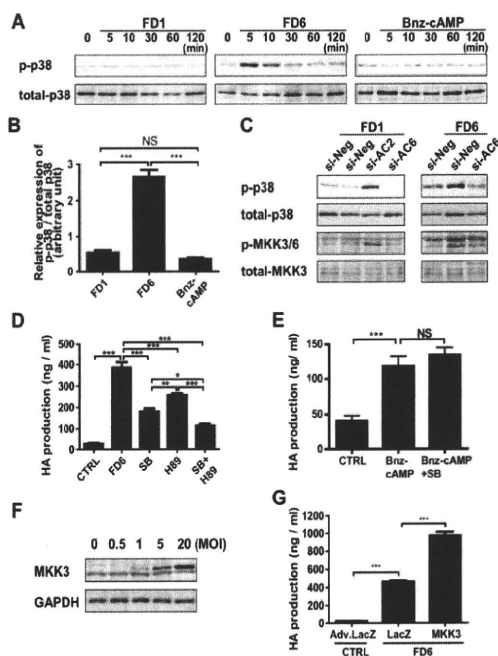 A
FD1 FD6 Bnz-cAMP
0 5 10 30 60 120 0 5 10 30 60 120 0 5 10 30 60 120
(min) (min) (min)
p-p38
total-p38
B
Relative expression of
p-p38 / total p38
(arbitrary unit)
4
3
2
1
0
NS
*** ***
FD1 FD6 Bnz-
cAMP
C
FD1 FD6
si-Neg si-Neg si-AC2 si-AC6 si-Neg si-Neg si-AC6
p-p38
total-p38
p-MKK3/6
total-MKK3
D
HA production (ng / ml)
500
400
300
200
100
0
***
***
*** ***
*
** ***
CTRL FD6 SB H89 SB+H89
E
HA production (ng/ ml)
150
100
50
0
*** NS
CTRL Bnz-
cAMP Bnz-cAMP
+SB
F
0 0.5 1 5 20 (MOI)
MKK3
GAPDH
G
HA production (ng / ml)
1200
1000
800
600
400
200
0
***
***
Adv.LacZ LacZ MKK3
CTRL FD6